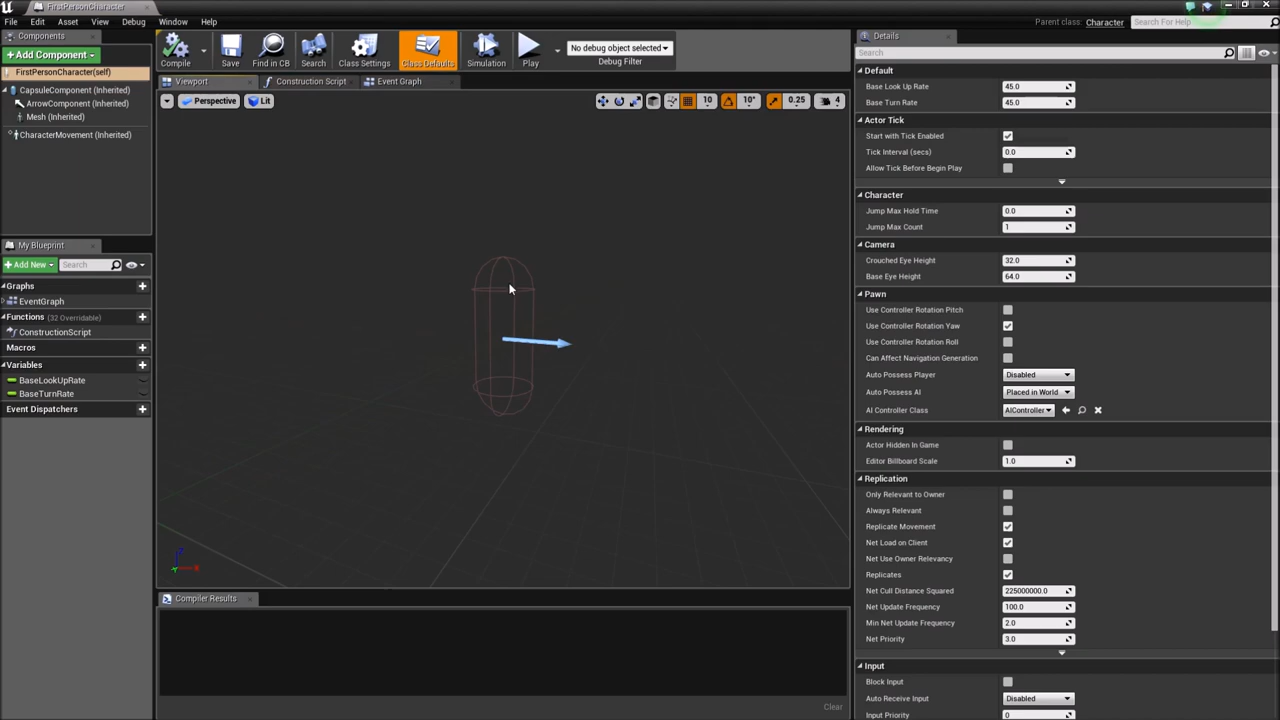 FirstPersonCharacter
File Edit Asset View Debug Window Help
Parent class: Character Search For Help
Components
+Add Component
FirstPersonCharacter(self)
CapsuleComponent (Inherited)
ArrowComponent (Inherited)
Mesh (Inherited)
CharacterMovement (Inherited)
My Blueprint
+Add New Search
Graphs
EventGraph
Functions (32 Overridable)
ConstructionScript
Macros
Variables
BaseLookUpRate
BaseTurnRate
Event Dispatchers
Compile Save Find in CB Search Class Settings Class Defaults Simulation Play
No debug object selected
Debug Filter
Viewport Construction Script Event Graph
Perspective Lit 10 10° 0.25 4
Compiler Results
Clear
Details
Search
Default
Base Look Up Rate 45.0
Base Turn Rate 45.0
Actor Tick
Start with Tick Enabled
Tick Interval (secs) 0.0
Allow Tick Before Begin Play
Character
Jump Max Hold Time 0.0
Jump Max Count 1
Camera
Crouched Eye Height 32.0
Base Eye Height 64.0
Pawn
Use Controller Rotation Pitch
Use Controller Rotation Yaw
Use Controller Rotation Roll
Can Affect Navigation Generation
Auto Possess Player Disabled
Auto Possess AI Placed in World
AI Controller Class AIController
Rendering
Actor Hidden In Game
Editor Billboard Scale 1.0
Replication
Only Relevant to Owner
Always Relevant
Replicate Movement
Net Load on Client
Net Use Owner Relevancy
Replicates
Net Cull Distance Squared 225000000.0
Net Update Frequency 100.0
Min Net Update Frequency 2.0
Net Priority 3.0
Input
Block Input
Auto Receive Input Disabled
Input Priority 0